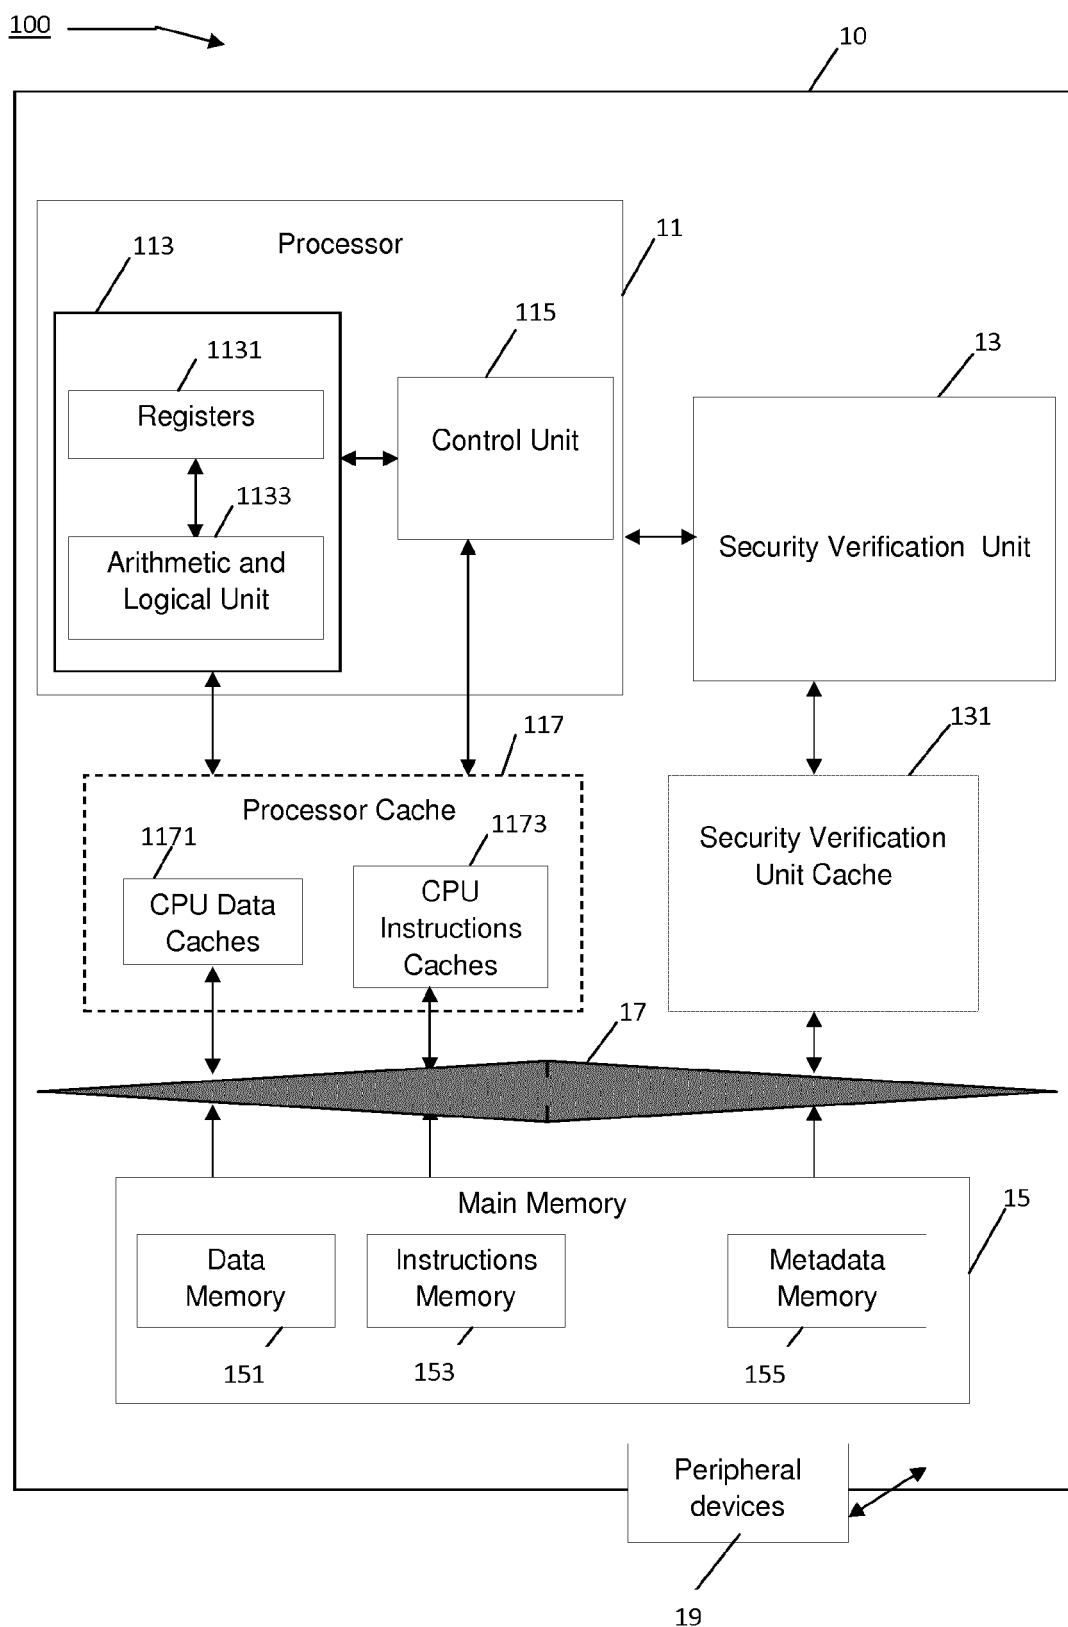 100
10
Processor
11
113
115
1131
13
Registers
Control Unit
1133
Security Verification Unit
Arithmetic and
Logical Unit
117
131
Processor Cache
1171
1173
Security Verification
Unit Cache
CPU Data
Caches
CPU
Instructions
Caches
17
Main Memory
15
Data
Memory
Instructions
Memory
Metadata
Memory
151
153
155
Peripheral
devices
19